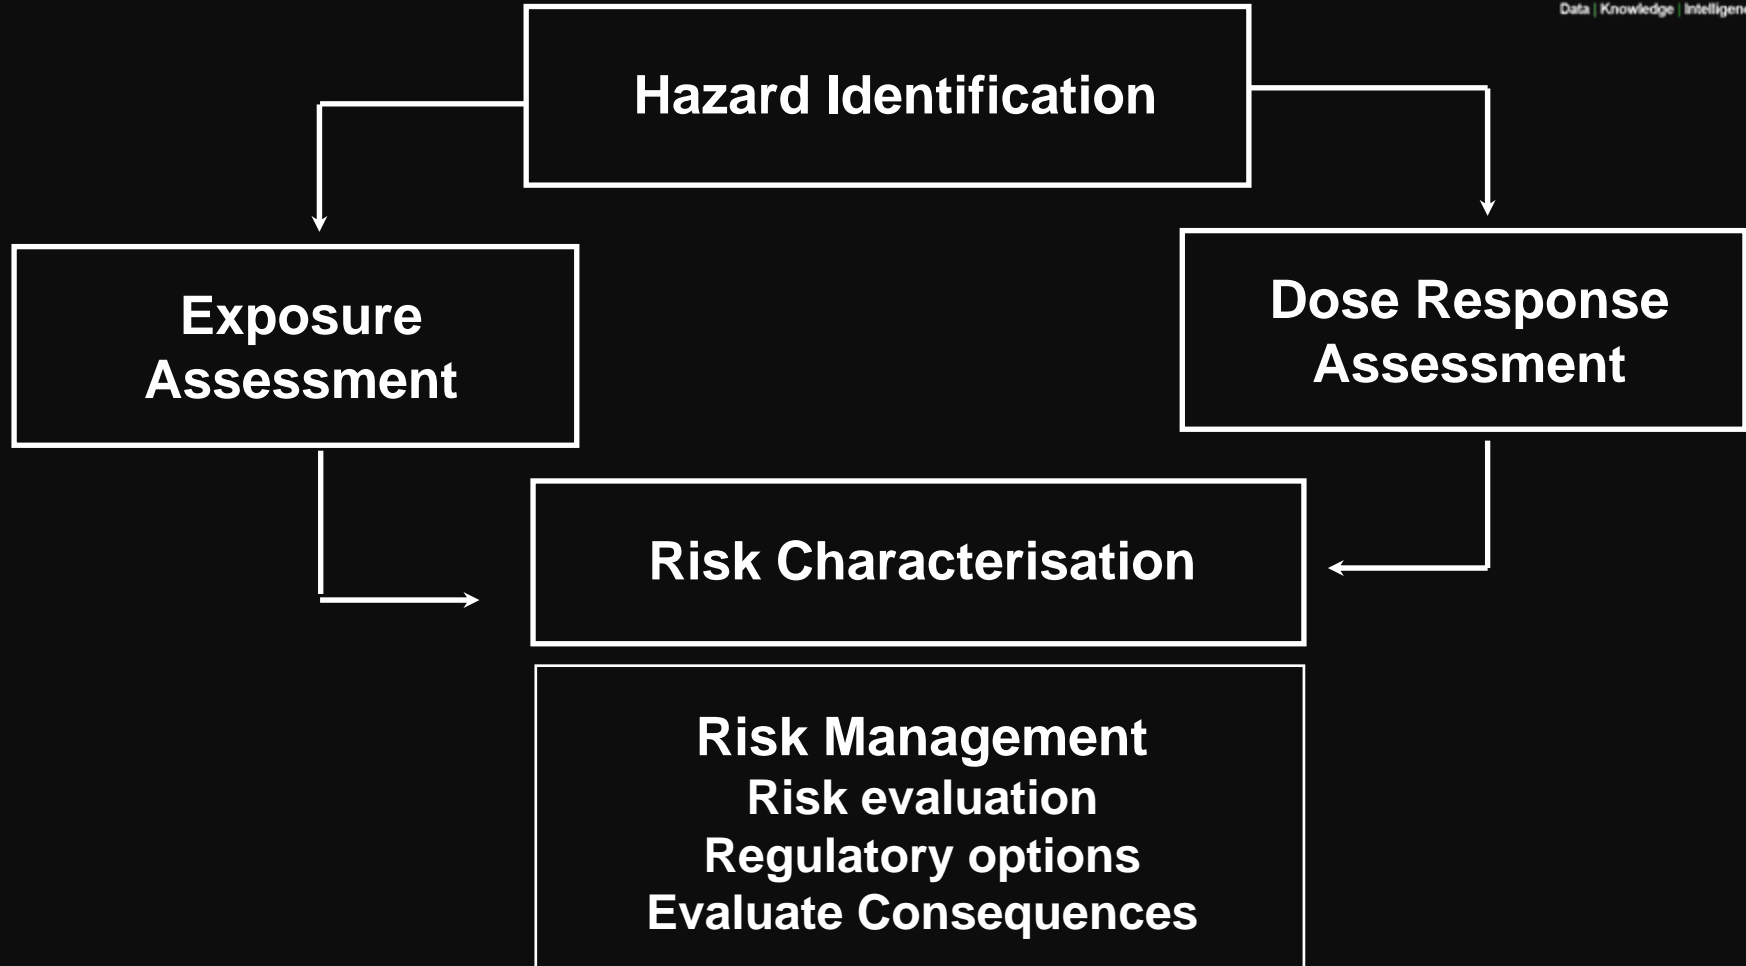 Data | Knowledge | Intelligenc
Hazard Identification
Exposure
Assessment
Dose Response
Assessment
Risk Characterisation
Risk Management
Risk evaluation
Regulatory options
Evaluate Consequences